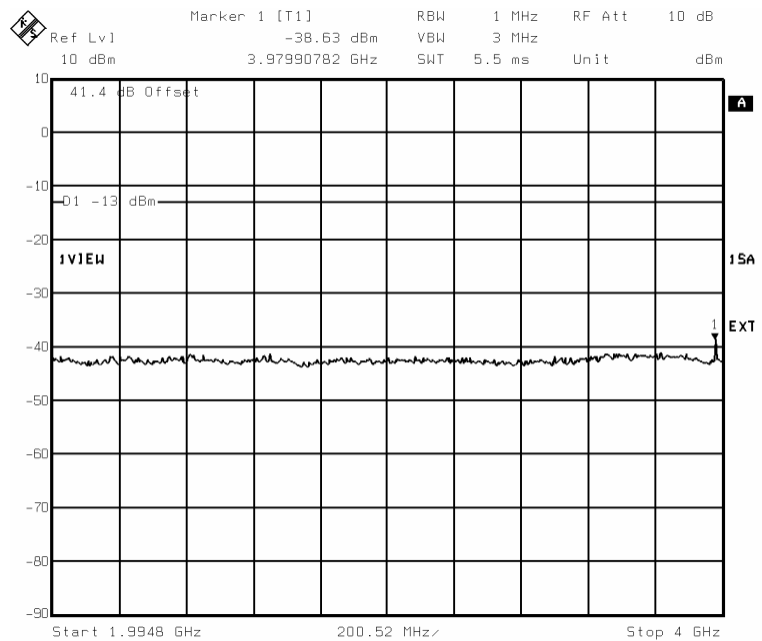 Marker 1 [T1] RBW 1 MHz RF Att 10 dB
Ref Lvl -38.63 dBm VBW 3 MHz
10 dBm 3.97990782 GHz SWT 5.5 ms Unit dBm
10
41.4 dB Offset
A
0
-10
D1 -13 dBm
-20
1VIEW 1SA
-30
1 EXT
-40
-50
-60
-70
-80
-90
Start 1.9948 GHz 200.52 MHz/ Stop 4 GHz